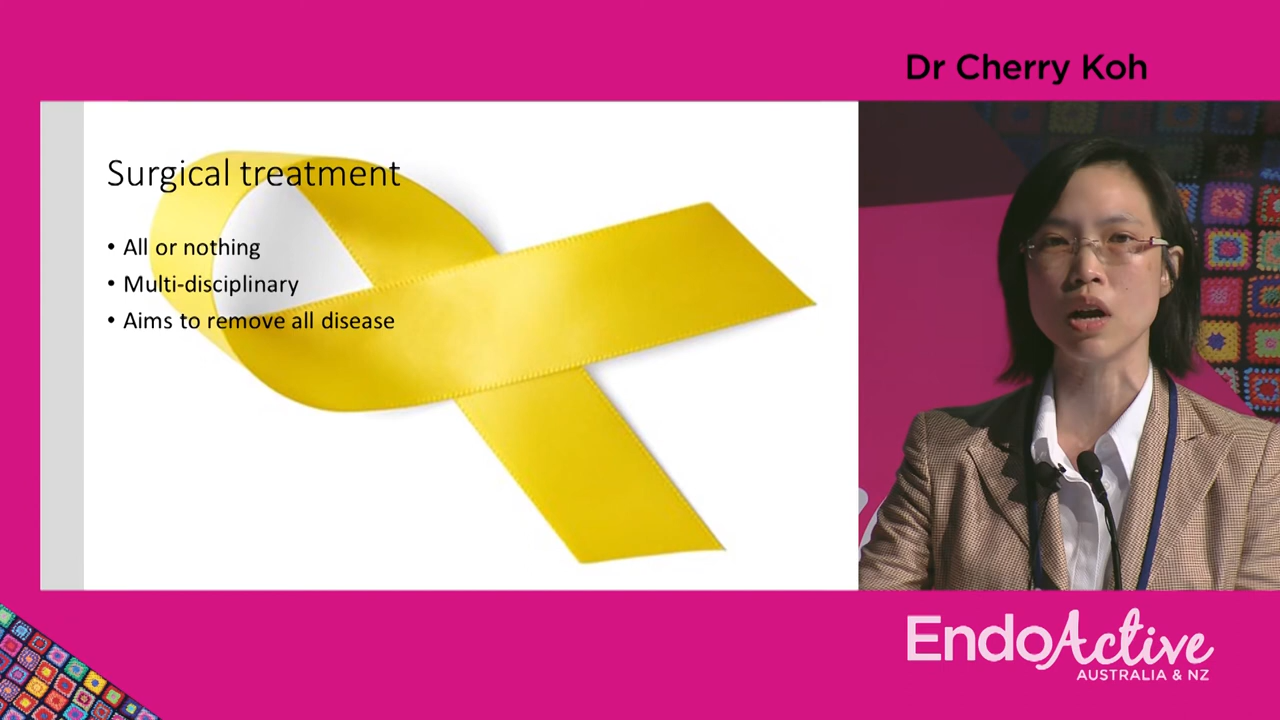 Dr Cherry Koh
Surgical treatment
• All or nothing
• Multi-disciplinary
• Aims to remove all disease
EndoActive
AUSTRALIA & NZ